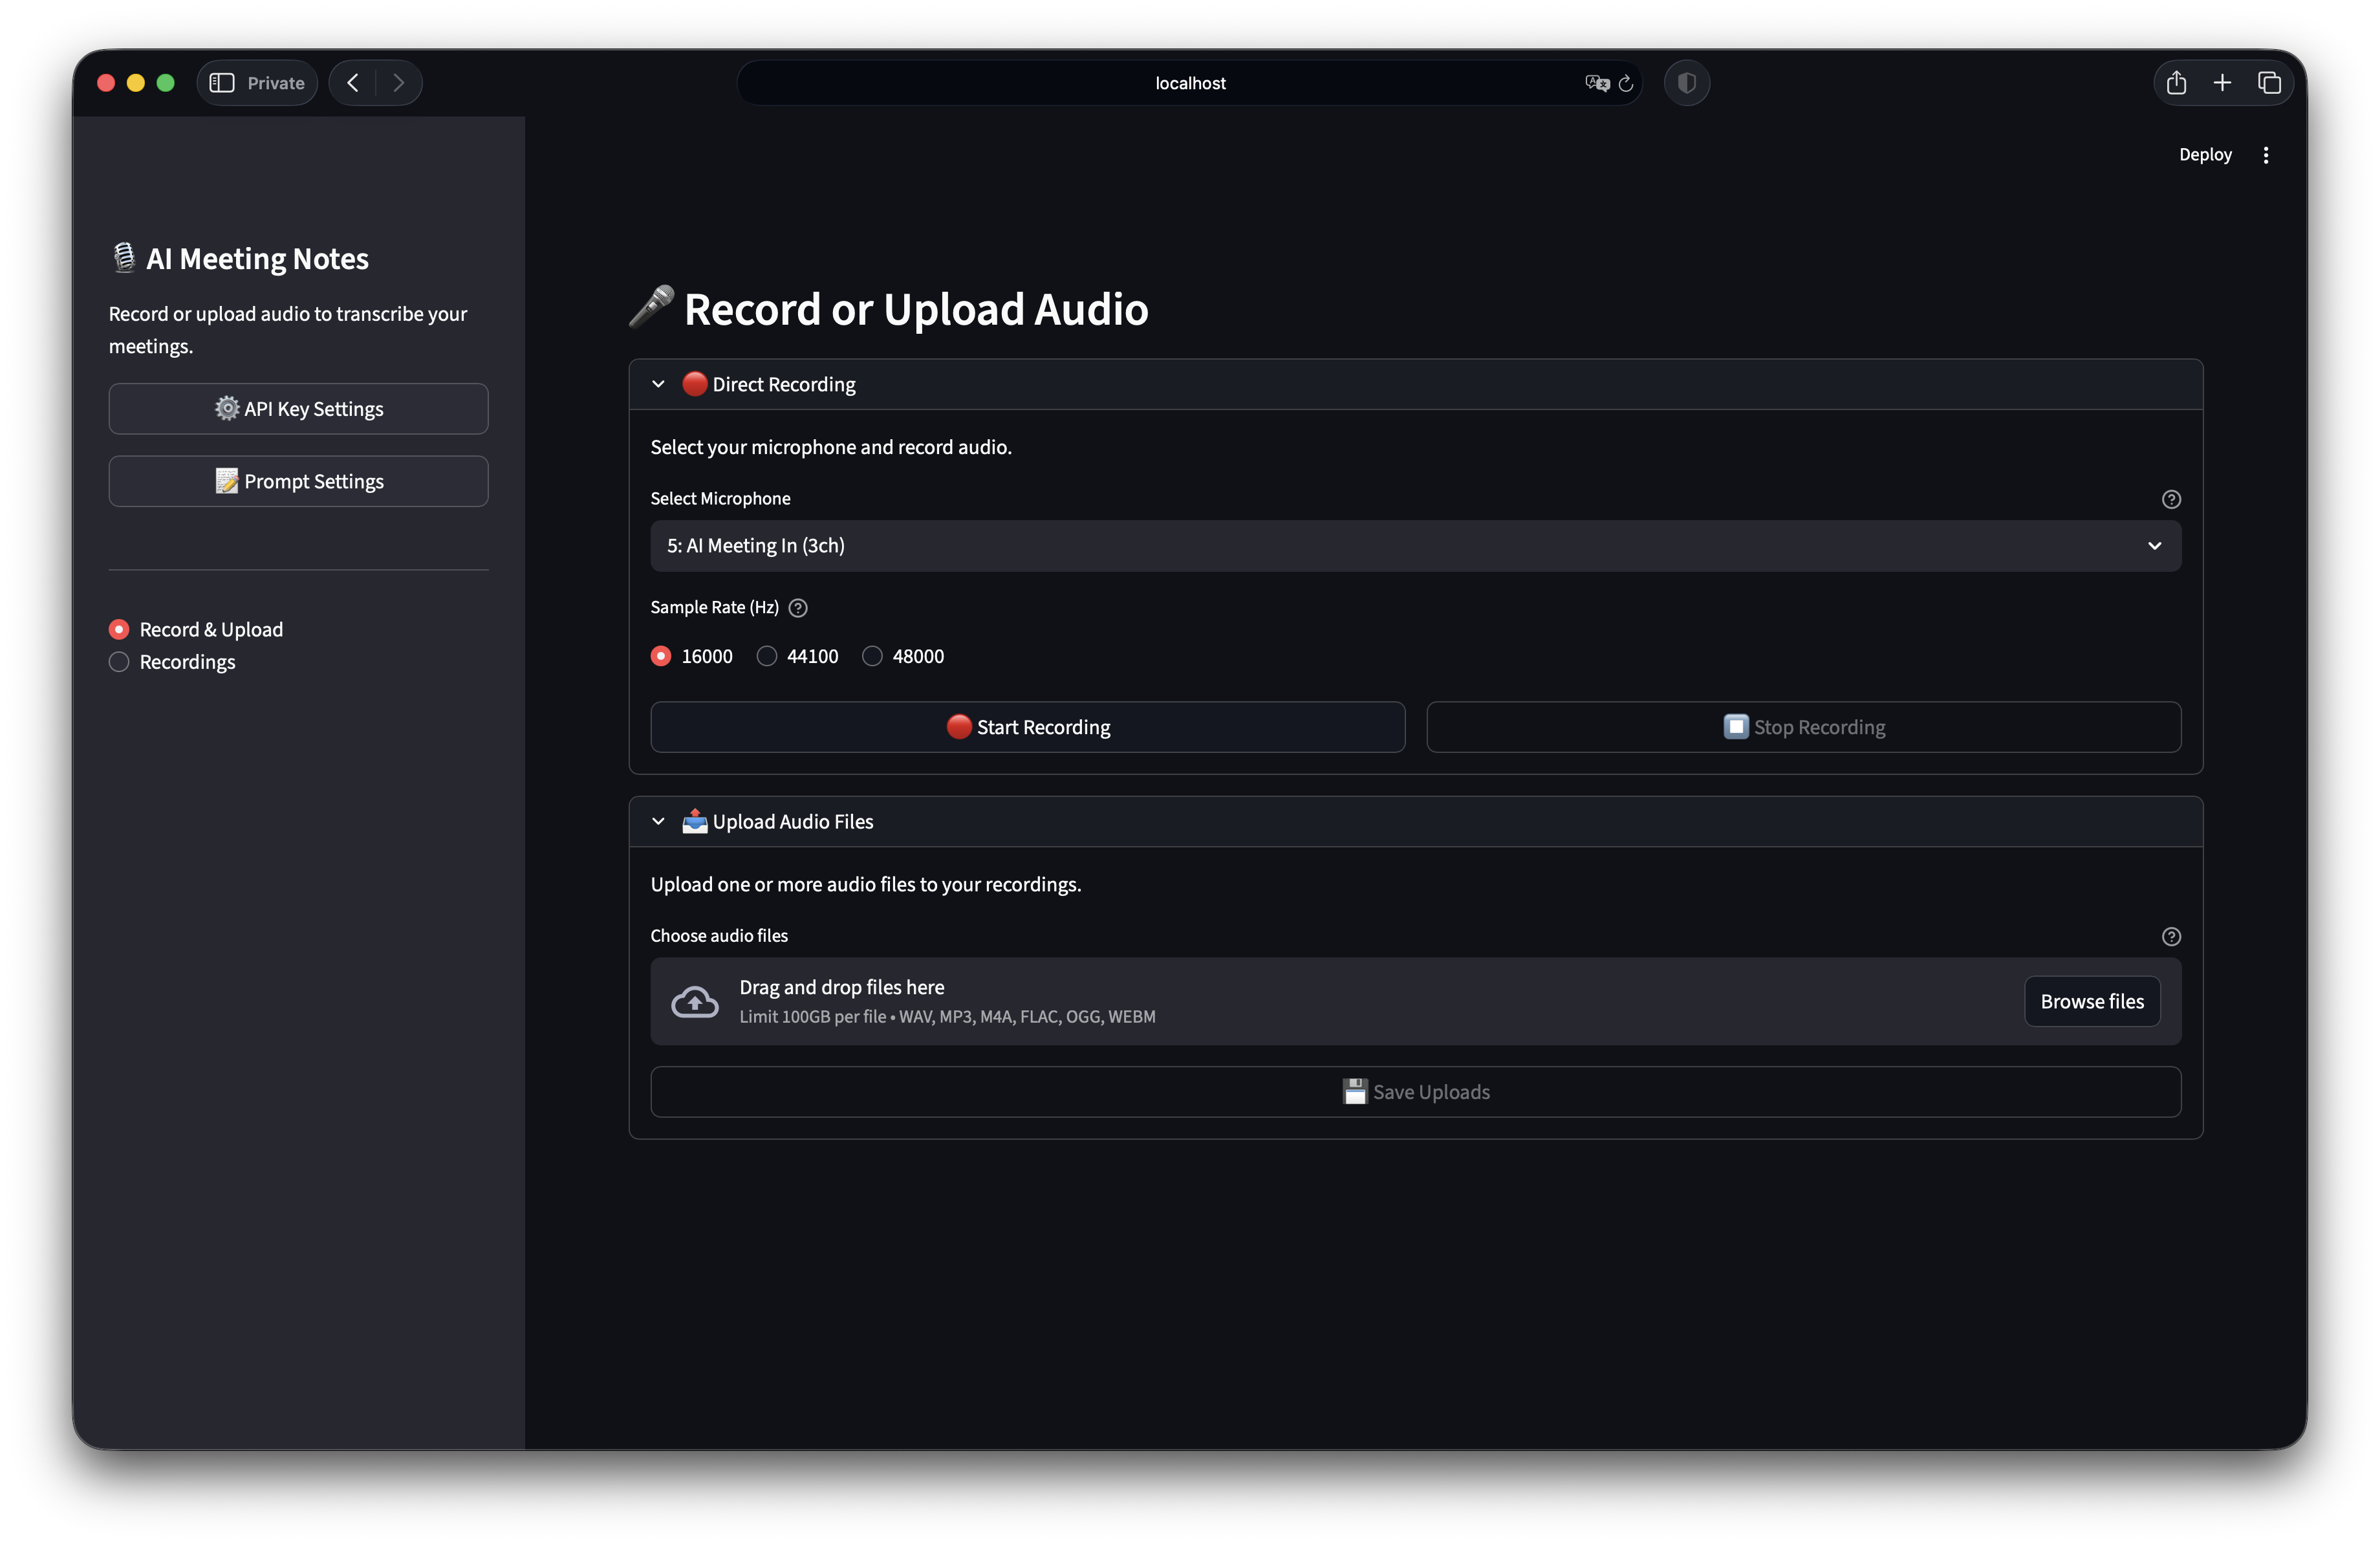 Private
localhost
Deploy
AI Meeting Notes
Record or upload audio to transcribe your
meetings.
API Key Settings
Prompt Settings
Record & Upload
Recordings
Record or Upload Audio
Direct Recording
Select your microphone and record audio.
Select Microphone
5: AI Meeting In (3ch)
Sample Rate (Hz)
16000 44100 48000
Start Recording Stop Recording
Upload Audio Files
Upload one or more audio files to your recordings.
Choose audio files
Drag and drop files here
Limit 100GB per file • WAV, MP3, M4A, FLAC, OGG, WEBM
Browse files
Save Uploads